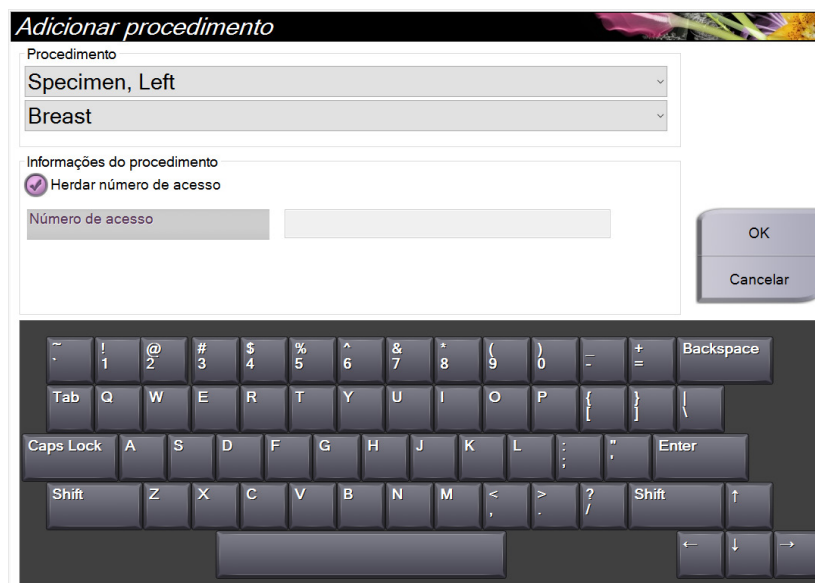 Adicionar procedimento
Procedimento
Specimen, Left
Breast
Informações do procedimento
Herdar número de acesso
Número de acesso
OK
Cancelar
~ ! @ # $ % ^ & * ( ) _ + Backspace
` 1 2 3 4 5 6 7 8 9 0 - =
Tab Q W E R T Y U I O P { } |
[ ] \
Caps Lock A S D F G H J K L : " Enter
; '
Shift Z X C V B N M < > ? Shift ↑
, . /
← ↓ →